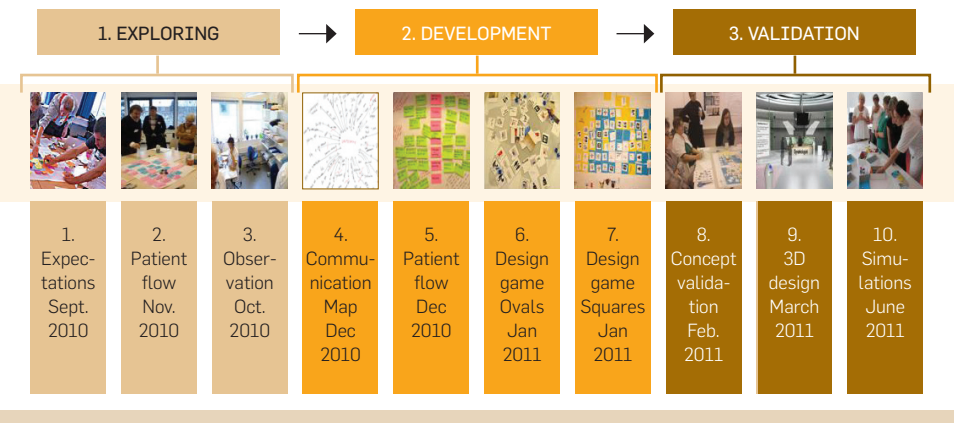 1. EXPLORING
2. DEVELOPMENT
3. VALIDATION
1.
Expec-
tations
Sept.
2010
2.
Patient
flow
Nov.
2010
3.
Obser-
vation
Oct.
2010
4.
Commu-
nication
Map
Dec
2010
5.
Patient
flow
Dec
2010
6.
Design
game
Ovals
Jan
2011
7.
Design
game
Squares
Jan
2011
8.
Concept
valida-
tion
Feb.
2011
9.
3D
design
March
2011
10.
Simu-
lations
June
2011